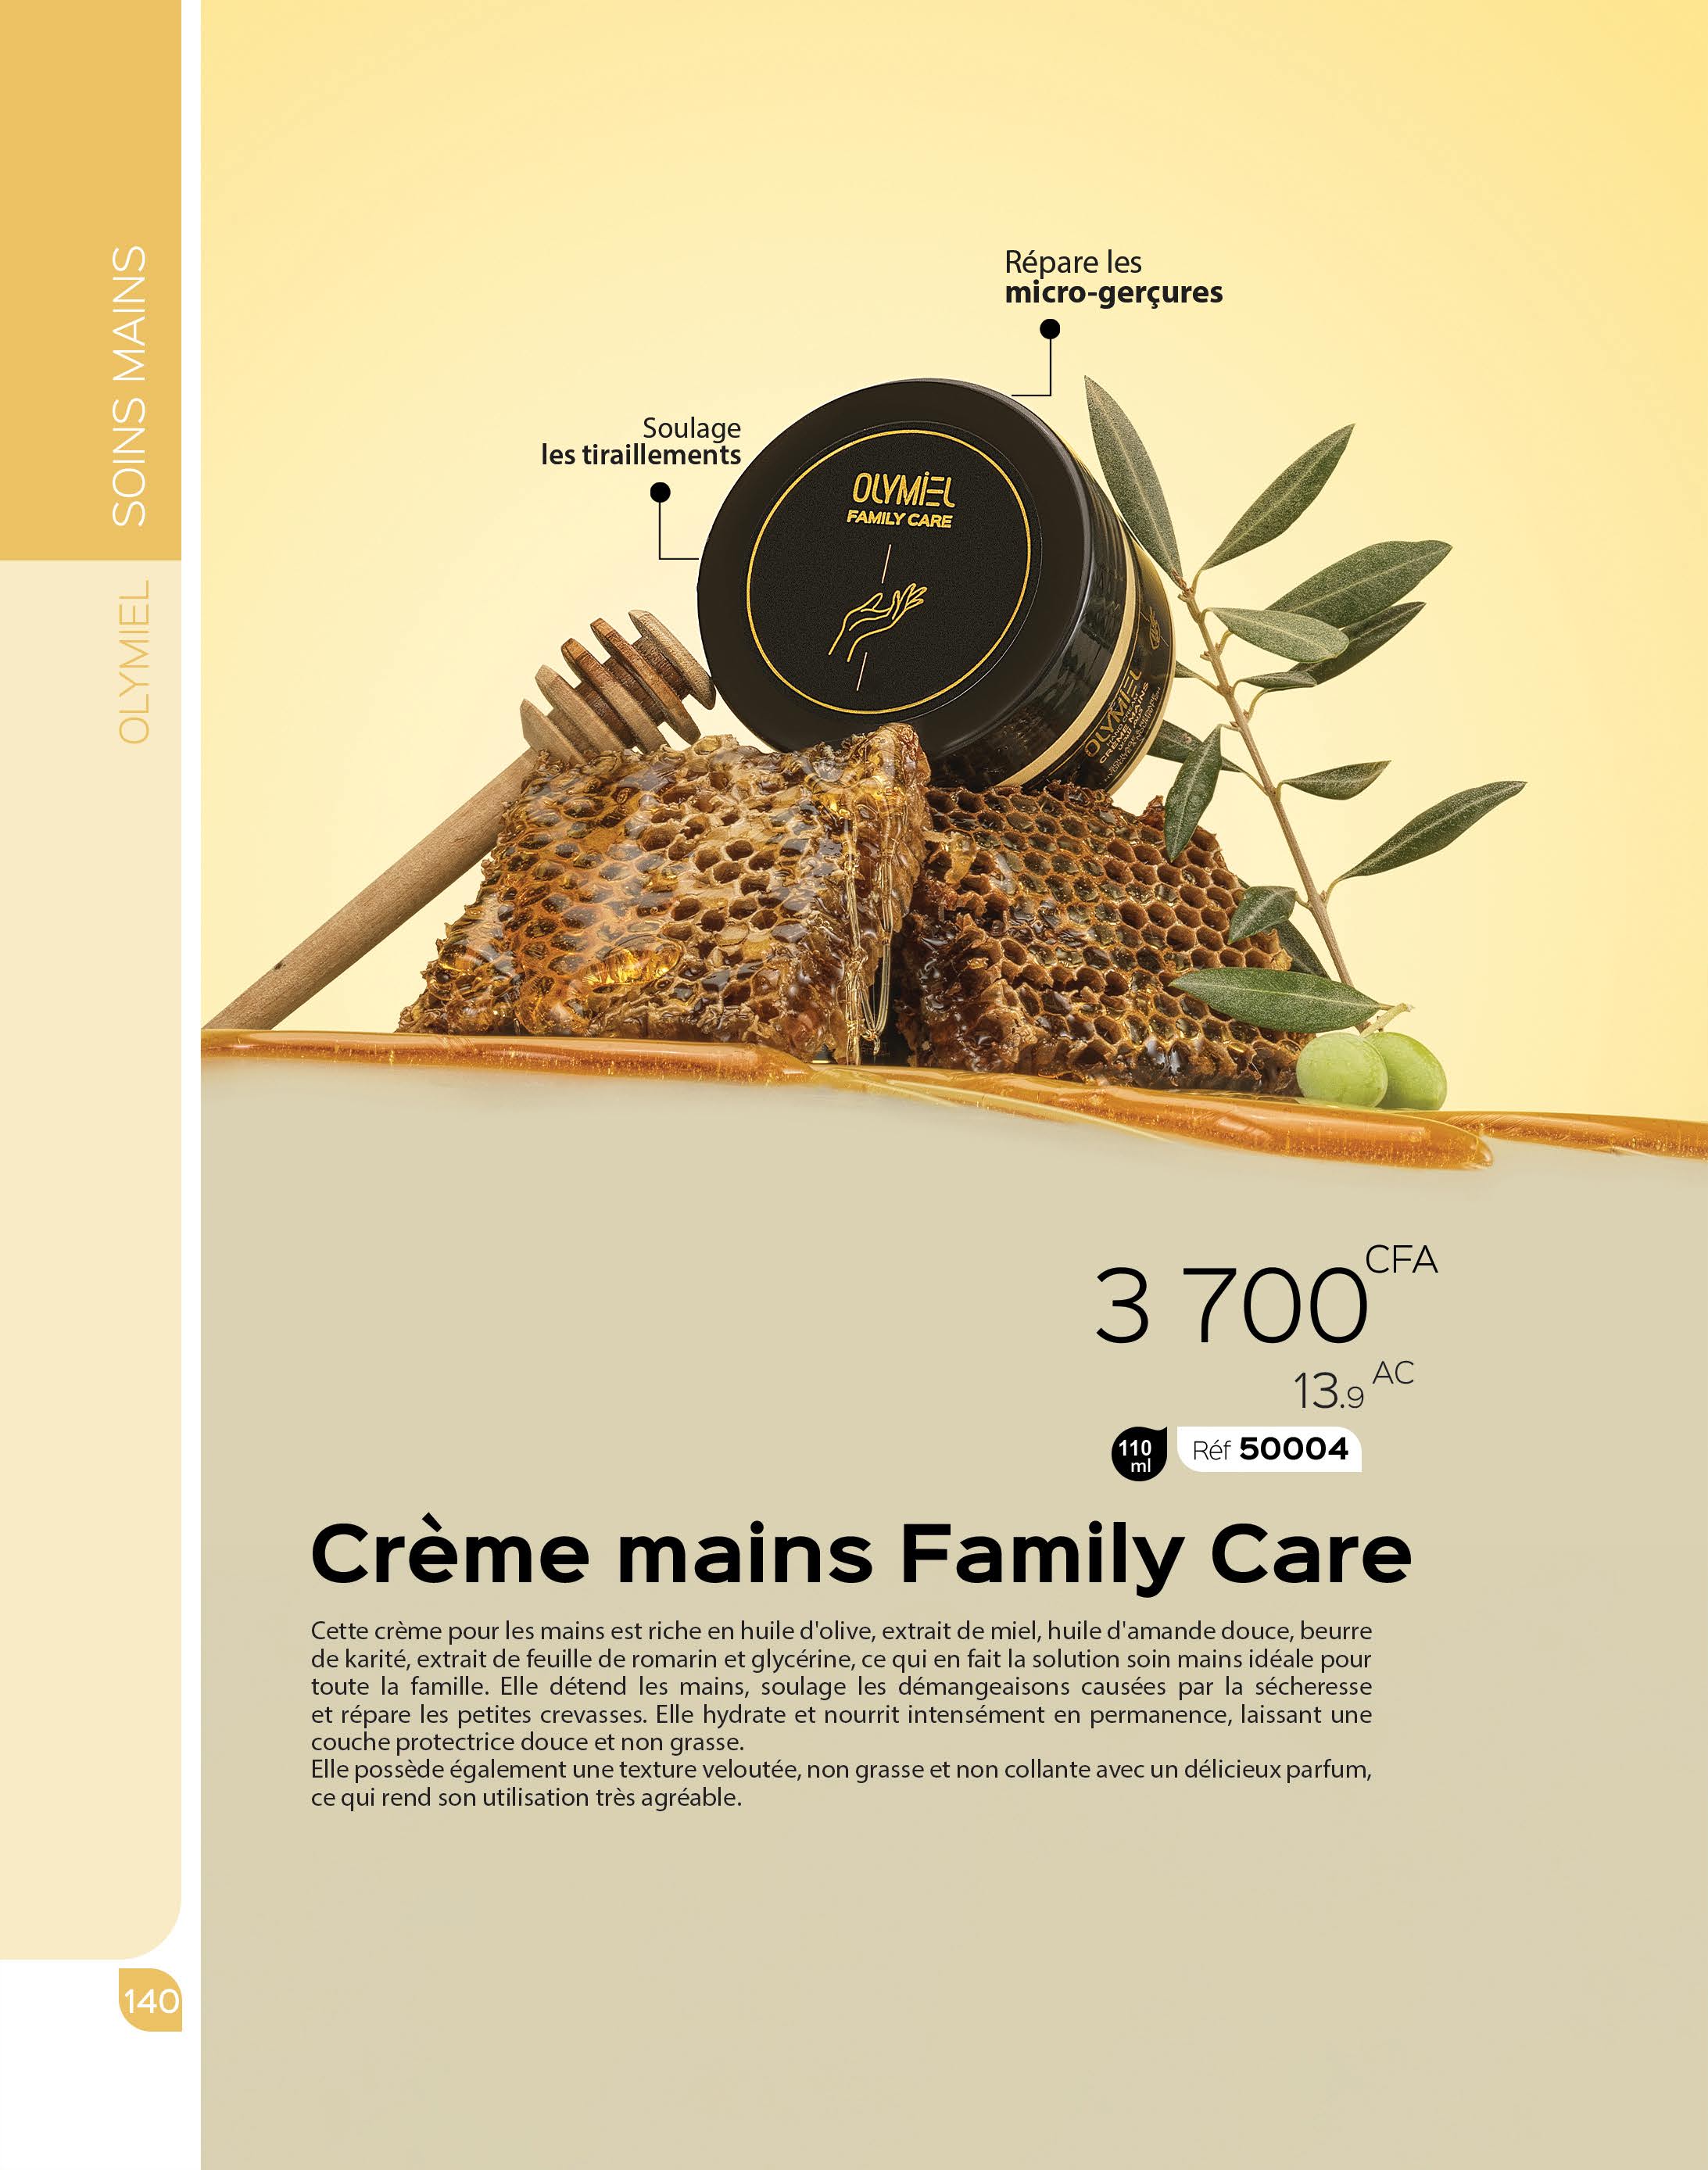 SOINS MAINS
OLYMIEL
Répare les
micro-gerçures
Soulage
les tiraillements
OLYMIEL
FAMILY CARE
OLYMIEL
CRÈME MAINS
3 700 CFA
13.9 AC
110
ml
Réf 50004
Crème mains Family Care
Cette crème pour les mains est riche en huile d'olive, extrait de miel, huile d'amande douce, beurre
de karité, extrait de feuille de romarin et glycérine, ce qui en fait la solution soin mains idéale pour
toute la famille. Elle détend les mains, soulage les démangeaisons causées par la sécheresse
et répare les petites crevasses. Elle hydrate et nourrit intensément en permanence, laissant une
couche protectrice douce et non grasse.
Elle possède également une texture veloutée, non grasse et non collante avec un délicieux parfum,
ce qui rend son utilisation très agréable.
140